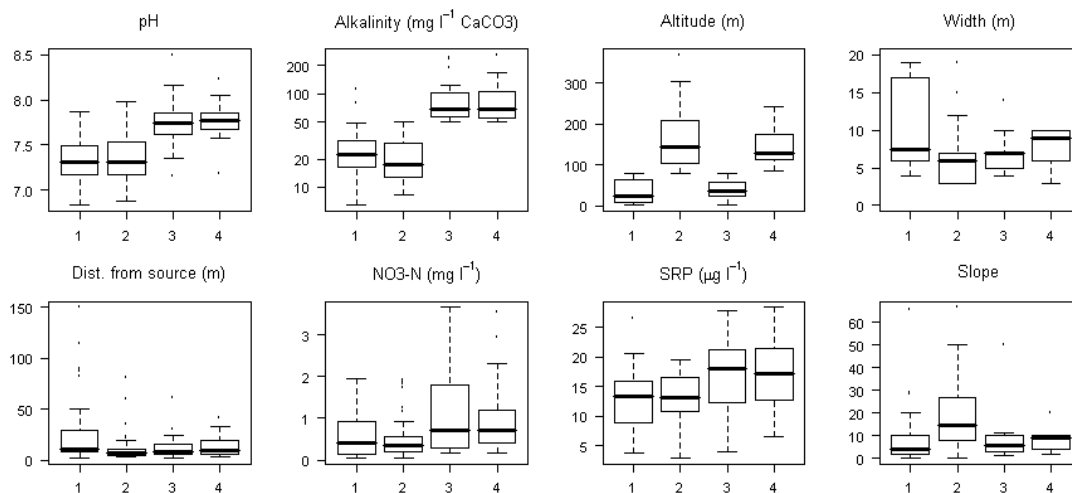 pH
Alkalinity (mg l⁻¹ CaCO3)
Altitude (m)
Width (m)
8.5
8.0
7.5
7.0
1 2 3 4
200
100
50
20
10
1 2 3 4
300
200
100
50
0
1 2 3 4
20
15
10
5
0
1 2 3 4
Dist. from source (m)
NO3-N (mg l⁻¹)
SRP (µg l⁻¹)
Slope
150
100
50
0
1 2 3 4
3
2
1
0
1 2 3 4
25
20
15
10
5
1 2 3 4
60
50
40
30
20
10
0
1 2 3 4